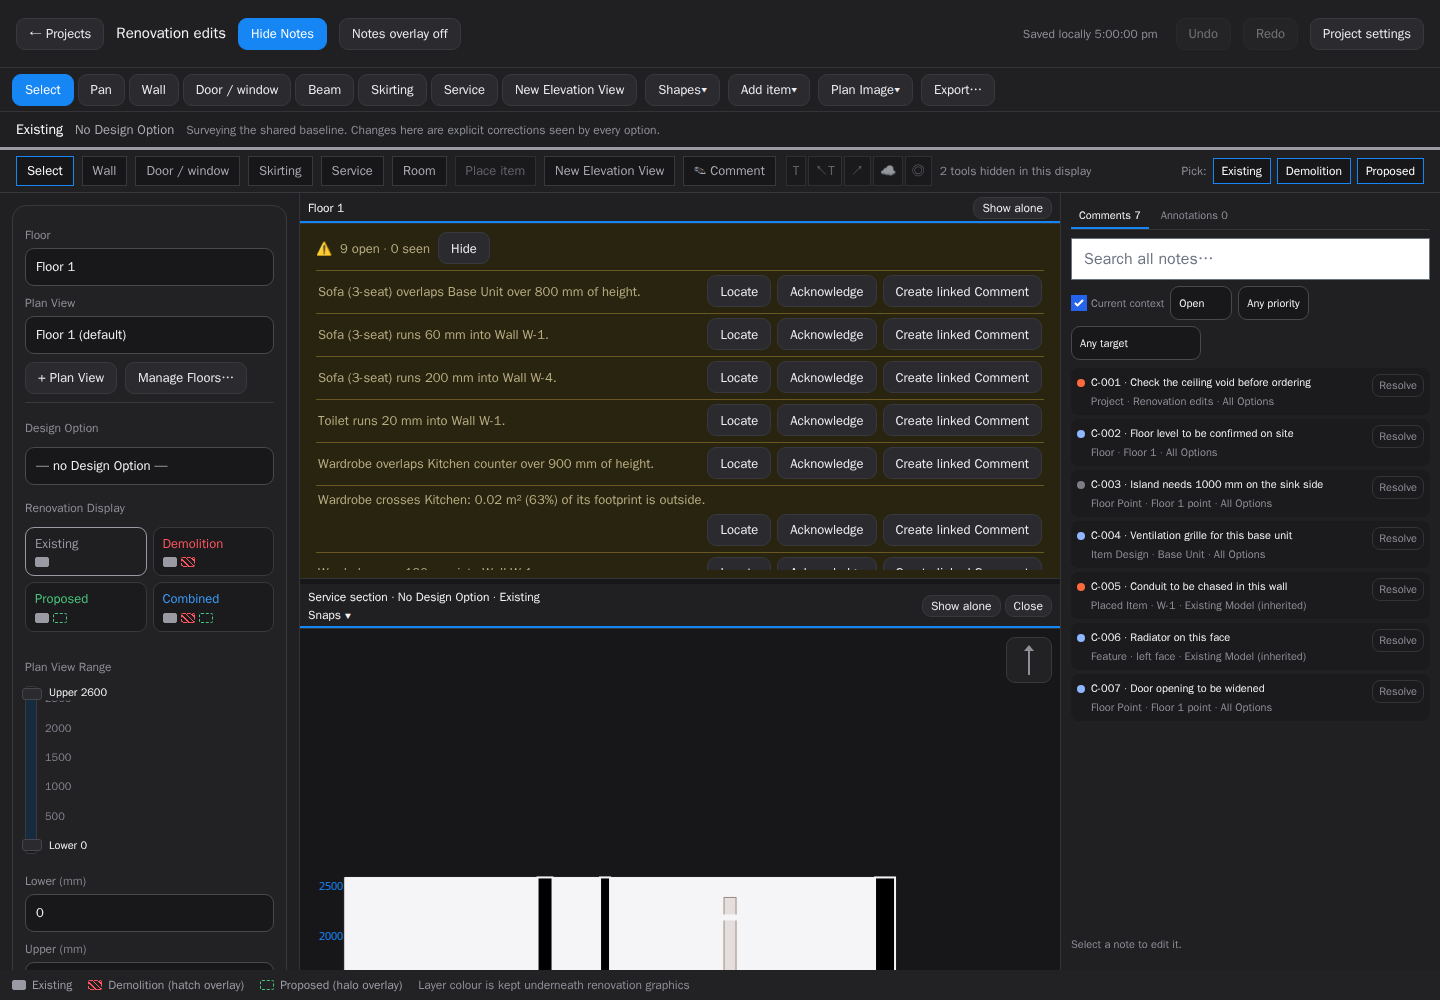 ← Projects Renovation edits Hide Notes Notes overlay off Saved locally 5:00:00 pm Undo Redo Project settings
Select Pan Wall Door / window Beam Skirting Service New Elevation View Shapes▾ Add item▾ Plan Image▾ Export⋯
Existing No Design Option Surveying the shared baseline. Changes here are explicit corrections seen by every option.
Select Wall Door / window Skirting Service Room Place item New Elevation View ✎ Comment T ↖T ↗ ☁ ◎ 2 tools hidden in this display Pick: Existing Demolition Proposed
Floor
Floor 1
Plan View
Floor 1 (default)
+ Plan View Manage Floors⋯
Design Option
— no Design Option —
Renovation Display
Existing Demolition
Proposed Combined
Plan View Range
Upper 2600
2000
1500
1000
500
Lower 0
Lower (mm)
0
Upper (mm)
Floor 1 Show alone
⚠ 9 open · 0 seen Hide
Sofa (3-seat) overlaps Base Unit over 800 mm of height. Locate Acknowledge Create linked Comment
Sofa (3-seat) runs 60 mm into Wall W-1. Locate Acknowledge Create linked Comment
Sofa (3-seat) runs 200 mm into Wall W-4. Locate Acknowledge Create linked Comment
Toilet runs 20 mm into Wall W-1. Locate Acknowledge Create linked Comment
Wardrobe overlaps Kitchen counter over 900 mm of height. Locate Acknowledge Create linked Comment
Wardrobe crosses Kitchen: 0.02 m² (63%) of its footprint is outside.
Locate Acknowledge Create linked Comment
Service section · No Design Option · Existing
Snaps ▾
Show alone Close
2500
2000
Comments 7 Annotations 0
Search all notes⋯
Current context Open Any priority
Any target
C-001 · Check the ceiling void before ordering Resolve
Project · Renovation edits · All Options
C-002 · Floor level to be confirmed on site Resolve
Floor · Floor 1 · All Options
C-003 · Island needs 1000 mm on the sink side Resolve
Floor Point · Floor 1 point · All Options
C-004 · Ventilation grille for this base unit Resolve
Item Design · Base Unit · All Options
C-005 · Conduit to be chased in this wall Resolve
Placed Item · W-1 · Existing Model (inherited)
C-006 · Radiator on this face Resolve
Feature · left face · Existing Model (inherited)
C-007 · Door opening to be widened Resolve
Floor Point · Floor 1 point · All Options
Select a note to edit it.
Existing Demolition (hatch overlay) Proposed (halo overlay) Layer colour is kept underneath renovation graphics